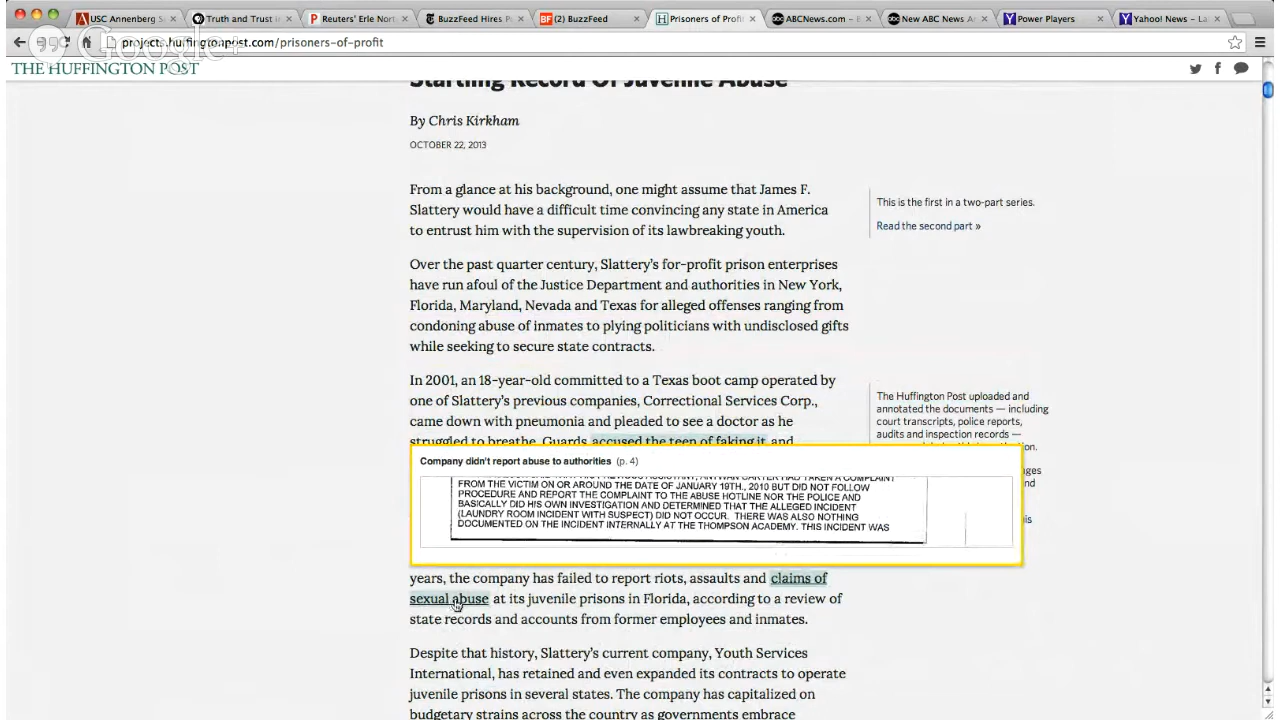 USC Annenberg S
Truth and Trust i
Reuters' Erle Nort
BuzzFeed Hires Pu
(2) BuzzFeed
Prisoners of Profi
ABCNews.com – B
New ABC News A
Power Players
Yahoo! News – La
projects.huffingtonpost.com/prisoners-of-profit
Google+
THE HUFFINGTON POST
Startling Record Of Juvenile Abuse
By Chris Kirkham
OCTOBER 22, 2013
From a glance at his background, one might assume that James F.
Slattery would have a difficult time convincing any state in America
to entrust him with the supervision of its lawbreaking youth.
This is the first in a two-part series.
Read the second part »
Over the past quarter century, Slattery's for-profit prison enterprises
have run afoul of the Justice Department and authorities in New York,
Florida, Maryland, Nevada and Texas for alleged offenses ranging from
condoning abuse of inmates to plying politicians with undisclosed gifts
while seeking to secure state contracts.
In 2001, an 18-year-old committed to a Texas boot camp operated by
one of Slattery's previous companies, Correctional Services Corp.,
came down with pneumonia and pleaded to see a doctor as he
struggled to breathe. Guards accused the teen of faking it and
The Huffington Post uploaded and
annotated the documents — including
court transcripts, police reports,
audits and inspection records —
Company didn't report abuse to authorities (p. 4)
HAD TAKEN A COMPLAINT
FROM THE VICTIM ON OR AROUND THE DATE OF JANUARY 19TH., 2010 BUT DID NOT FOLLOW
PROCEDURE AND REPORT THE COMPLAINT TO THE ABUSE HOTLINE NOR THE POLICE AND
BASICALLY DID HIS OWN INVESTIGATION AND DETERMINED THAT THE ALLEGED INCIDENT
(LAUNDRY ROOM INCIDENT WITH SUSPECT) DID NOT OCCUR. THERE WAS ALSO NOTHING
DOCUMENTED ON THE INCIDENT INTERNALLY AT THE THOMPSON ACADEMY. THIS INCIDENT WAS
years, the company has failed to report riots, assaults and claims of
sexual abuse at its juvenile prisons in Florida, according to a review of
state records and accounts from former employees and inmates.
Despite that history, Slattery's current company, Youth Services
International, has retained and even expanded its contracts to operate
juvenile prisons in several states. The company has capitalized on
budgetary strains across the country as governments embrace